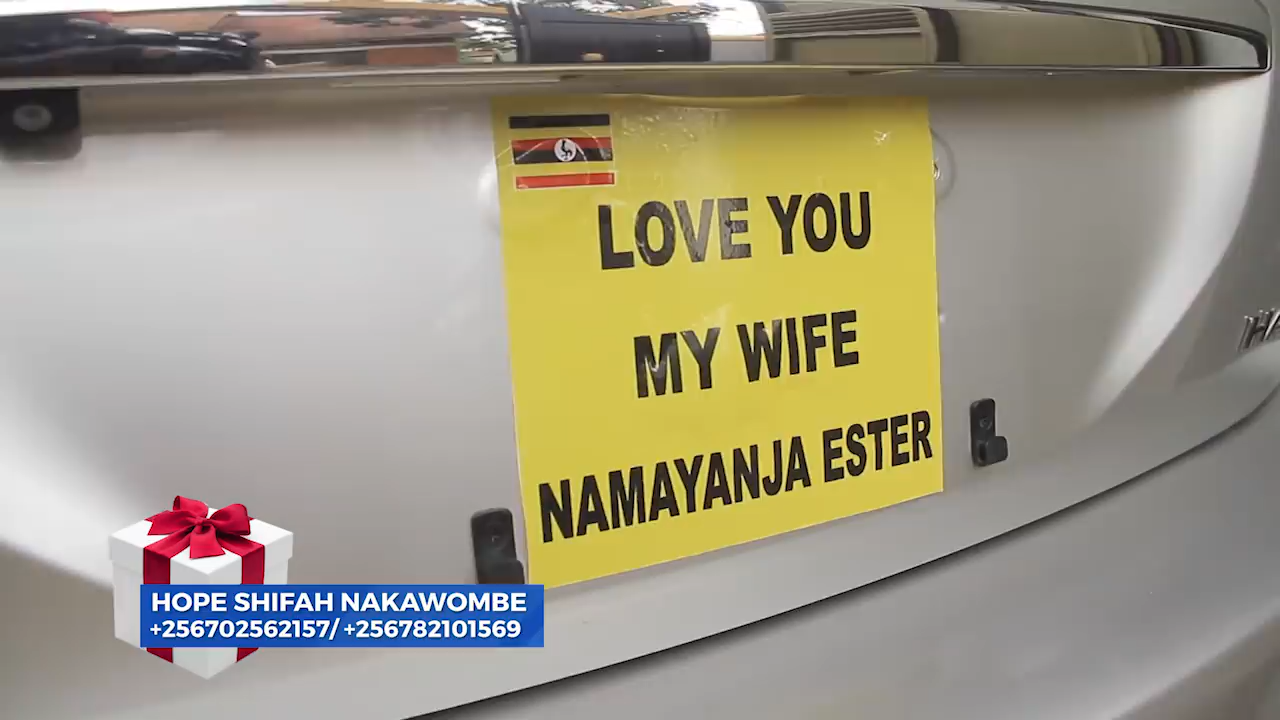 LOVE YOU
MY WIFE
NAMAYANJA ESTER
HOPE SHIFAH NAKAWOMBE
+256702562157/ +256782101569